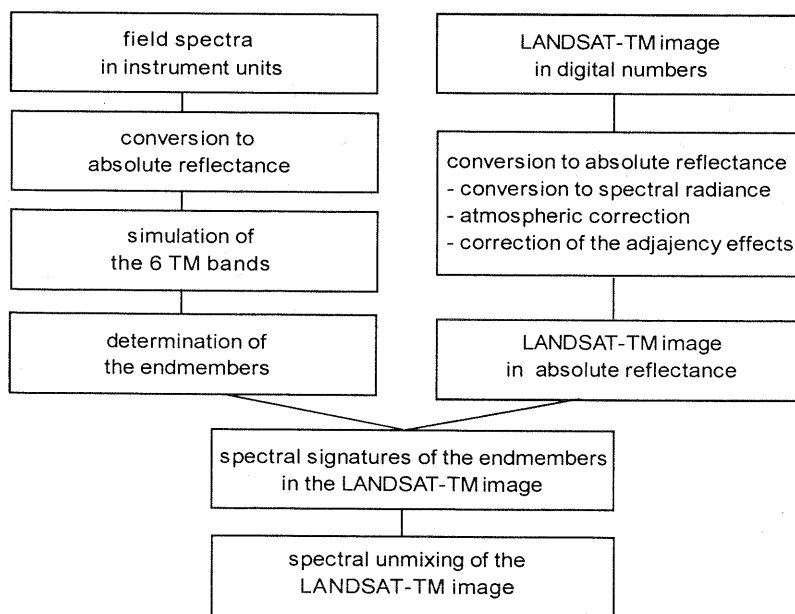 field spectra
in instrument units
conversion to
absolute reflectance
simulation of
the 6 TM bands
determination of
the endmembers
LANDSAT-TM image
in digital numbers
conversion to absolute reflectance
- conversion to spectral radiance
- atmospheric correction
- correction of the adjajency effects
LANDSAT-TM image
in absolute reflectance
spectral signatures of the endmembers
in the LANDSAT-TM image
spectral unmixing of the
LANDSAT-TM image